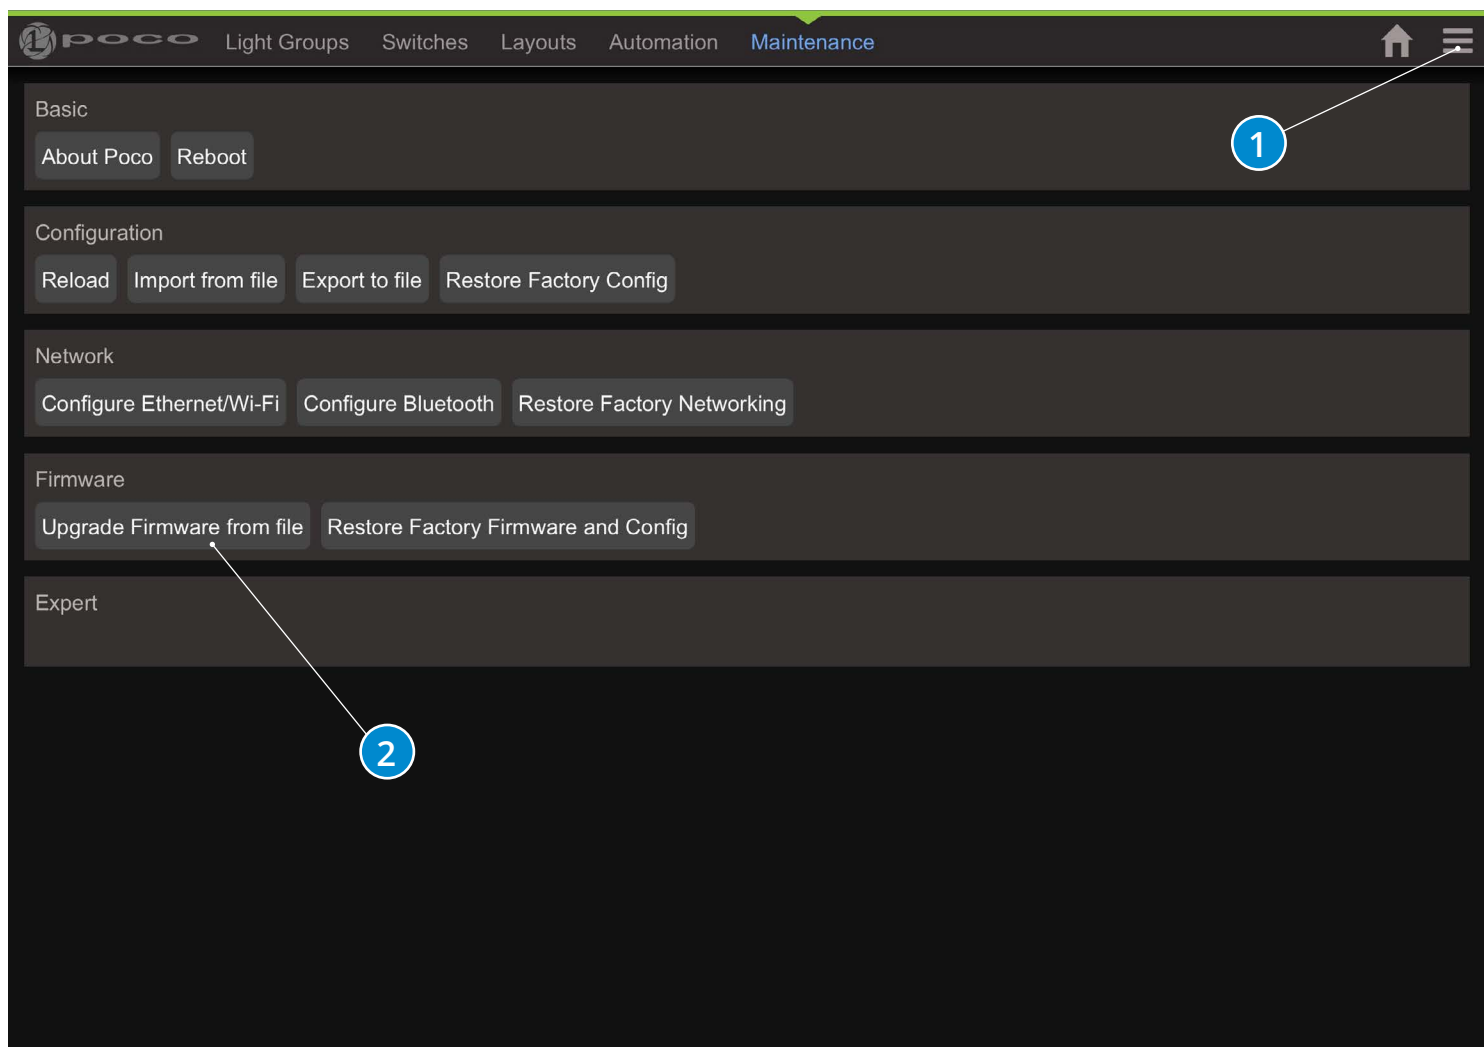 poco Light Groups Switches Layouts Automation Maintenance
Basic
1
About Poco Reboot
Configuration
Reload Import from file Export to file Restore Factory Config
Network
Configure Ethernet/Wi-Fi Configure Bluetooth Restore Factory Networking
Firmware
Upgrade Firmware from file Restore Factory Firmware and Config
Expert
2